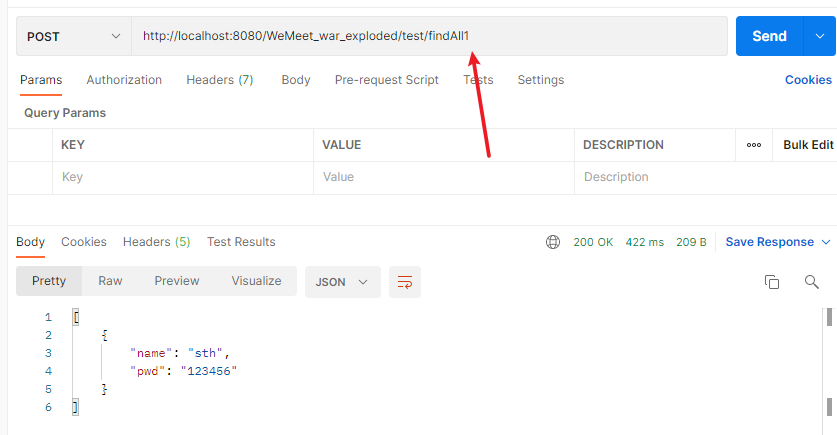 POST http://localhost:8080/WeMeet_war_exploded/test/findAll1 Send
Params Authorization Headers (7) Body Pre-request Script Tests Settings Cookies
Query Params
KEY VALUE DESCRIPTION ooo Bulk Edit
Key Value Description
Body Cookies Headers (5) Test Results 200 OK 422 ms 209 B Save Response
Pretty Raw Preview Visualize JSON
1 [
2 {
3 "name": "sth",
4 "pwd": "123456"
5 }
6 ]